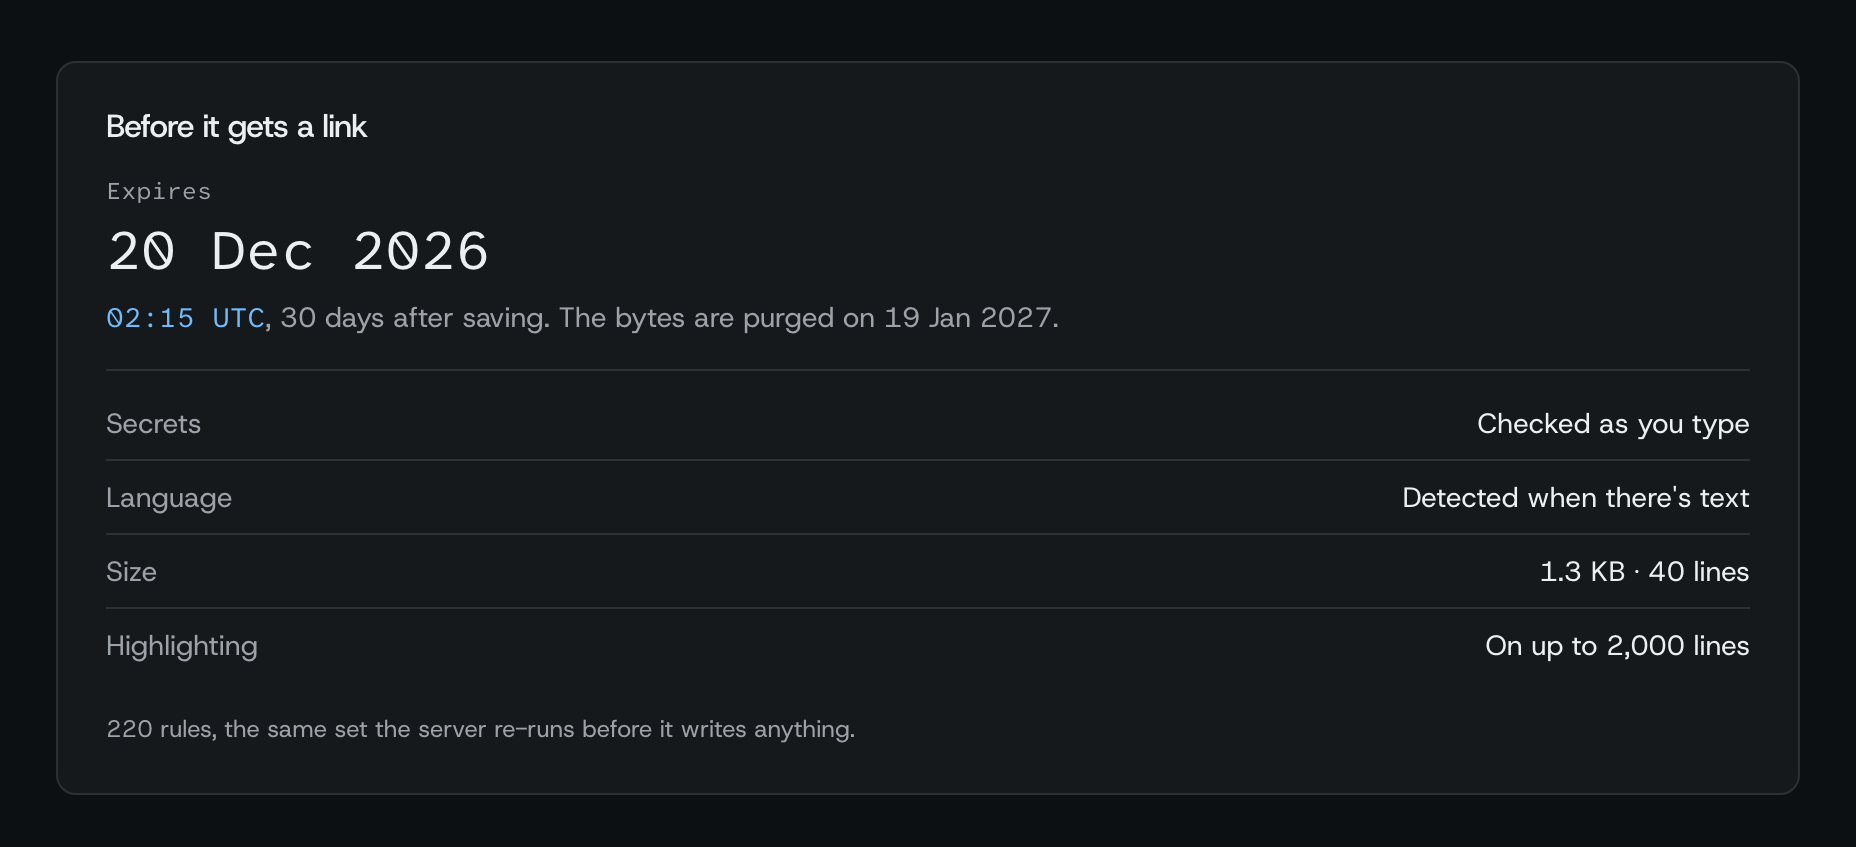 Before it gets a link
Expires
20 Dec 2026
02:15 UTC, 30 days after saving. The bytes are purged on 19 Jan 2027.
Secrets Checked as you type
Language Detected when there's text
Size 1.3 KB · 40 lines
Highlighting On up to 2,000 lines
220 rules, the same set the server re-runs before it writes anything.